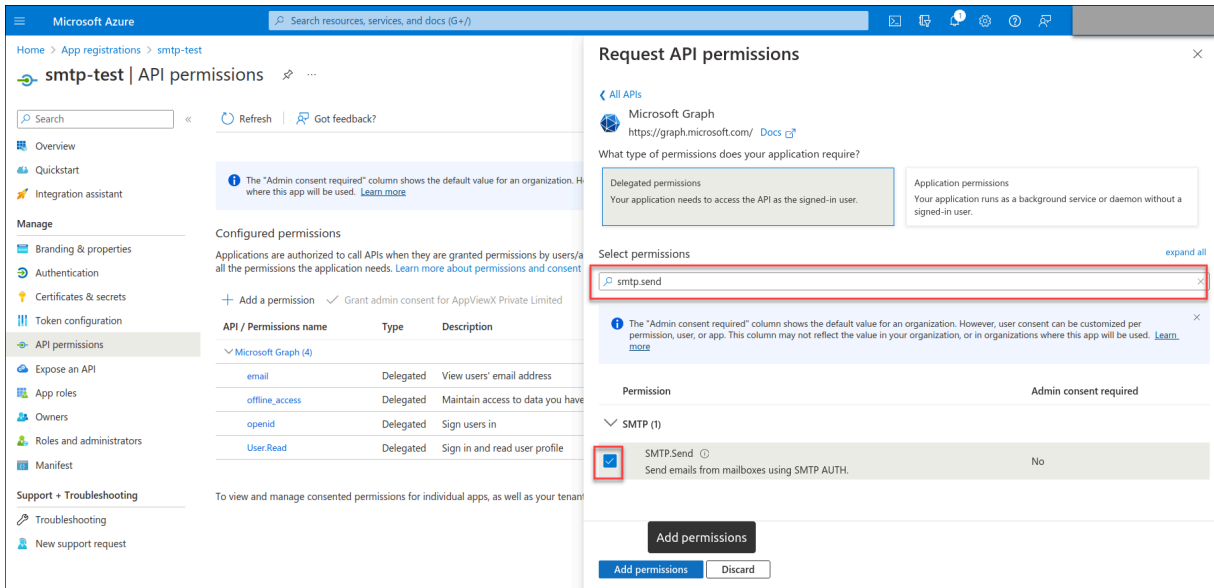 Microsoft Azure
Search resources, services, and docs (G+/)
1
Home > App registrations > smtp-test
smtp-test | API permissions
Search
Refresh
Got feedback?
Overview
Quickstart
Integration assistant
Manage
Branding & properties
Authentication
Certificates & secrets
Token configuration
API permissions
Expose an API
App roles
Owners
Roles and administrators
Manifest
Support + Troubleshooting
Troubleshooting
New support request
The "Admin consent required" column shows the default value for an organization. H
where this app will be used. Learn more
Configured permissions
Applications are authorized to call APIs when they are granted permissions by users/a
all the permissions the application needs. Learn more about permissions and consent
Add a permission
Grant admin consent for AppViewX Private Limited
API / Permissions name Type Description
Microsoft Graph (4)
email Delegated View users' email address
offline_access Delegated Maintain access to data you have
openid Delegated Sign users in
User.Read Delegated Sign in and read user profile
To view and manage consented permissions for individual apps, as well as your tenant
Request API permissions
All APIs
Microsoft Graph
https://graph.microsoft.com/ Docs
What type of permissions does your application require?
Delegated permissions
Your application needs to access the API as the signed-in user.
Application permissions
Your application runs as a background service or daemon without a
signed-in user.
Select permissions
expand all
smtp.send
The "Admin consent required" column shows the default value for an organization. However, user consent can be customized per
permission, user, or app. This column may not reflect the value in your organization, or in organizations where this app will be used. Learn
more
Permission Admin consent required
SMTP (1)
SMTP.Send
Send emails from mailboxes using SMTP AUTH.
No
Add permissions
Add permissions
Discard